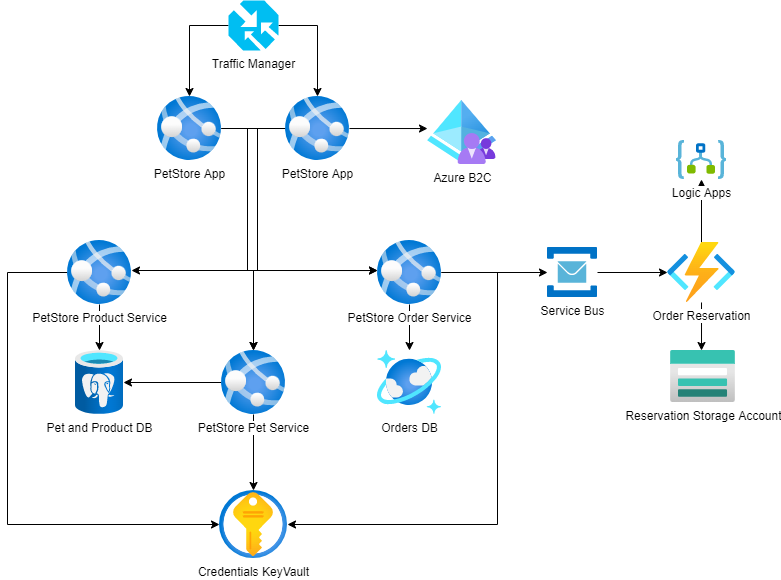 Traffic Manager
PetStore App
PetStore App
Azure B2C
Logic Apps
PetStore Product Service
PetStore Order Service
Service Bus
Order Reservation
Pet and Product DB
PetStore Pet Service
Orders DB
Reservation Storage Account
Credentials KeyVault